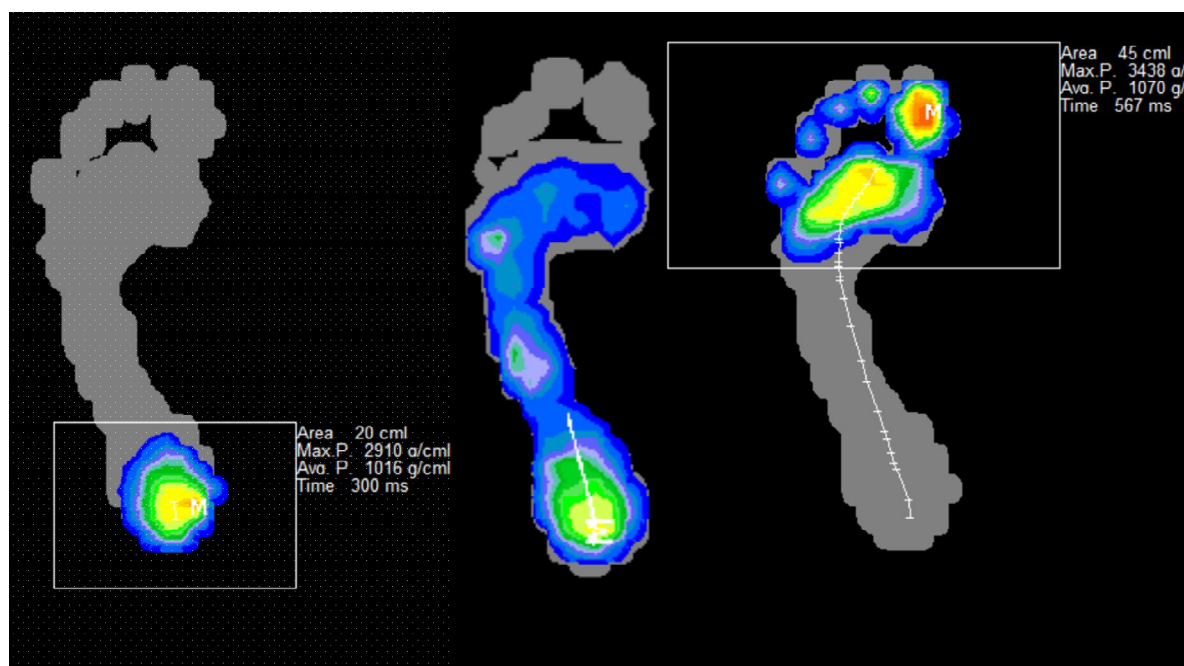 Area 20 cml
Max.P. 2910 g/cml
Avg. P. 1016 g/cml
Time 300 ms
M
Area 45 cml
Max.P. 3438 g/
Avg. P. 1070 g/
Time 567 ms
M